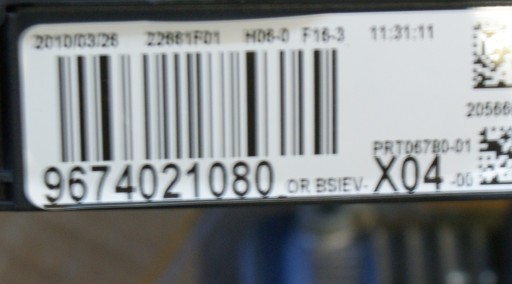 2010/03/26 22661F01 H06-0 F16-3 11:31:11
20566
PRT067B0-01
9674021080 DR BSIEV- X04 -00